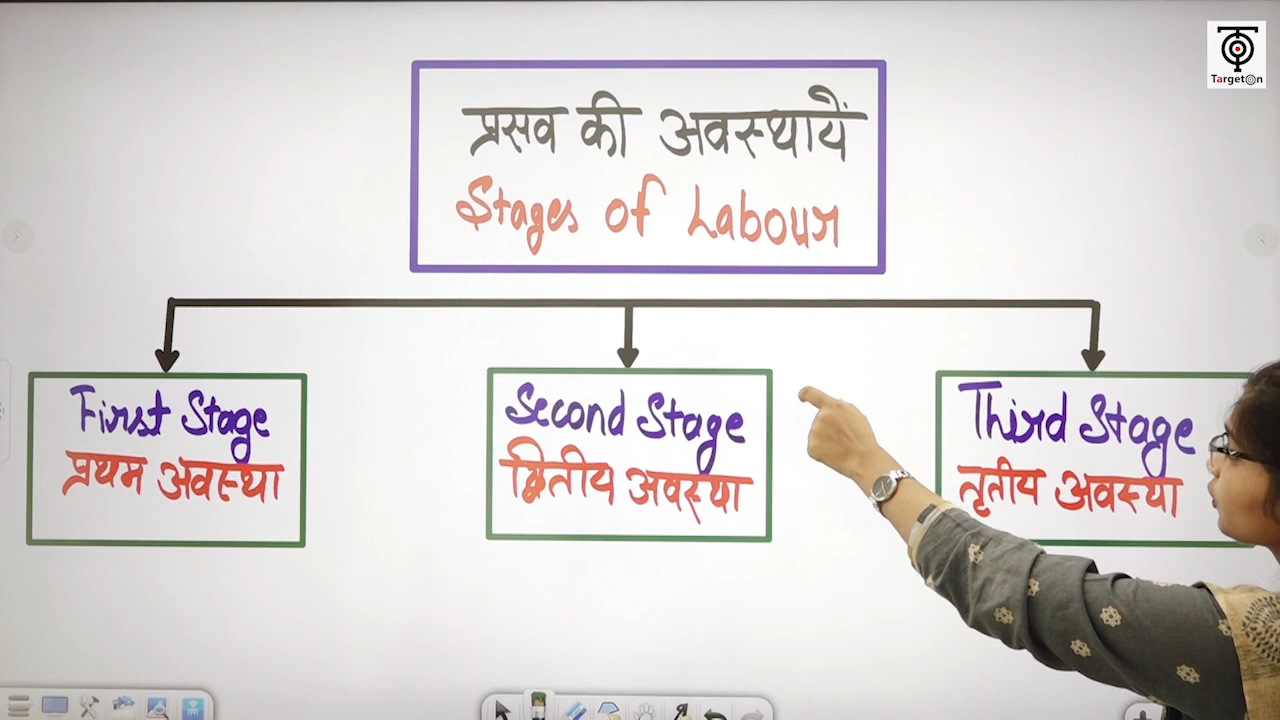 Target@n
प्रसव की अवस्थायें
Stages of Labour
First Stage
प्रथम अवस्था
Second Stage
द्वितीय अवस्था
Third Stage
तृतीय अवस्था